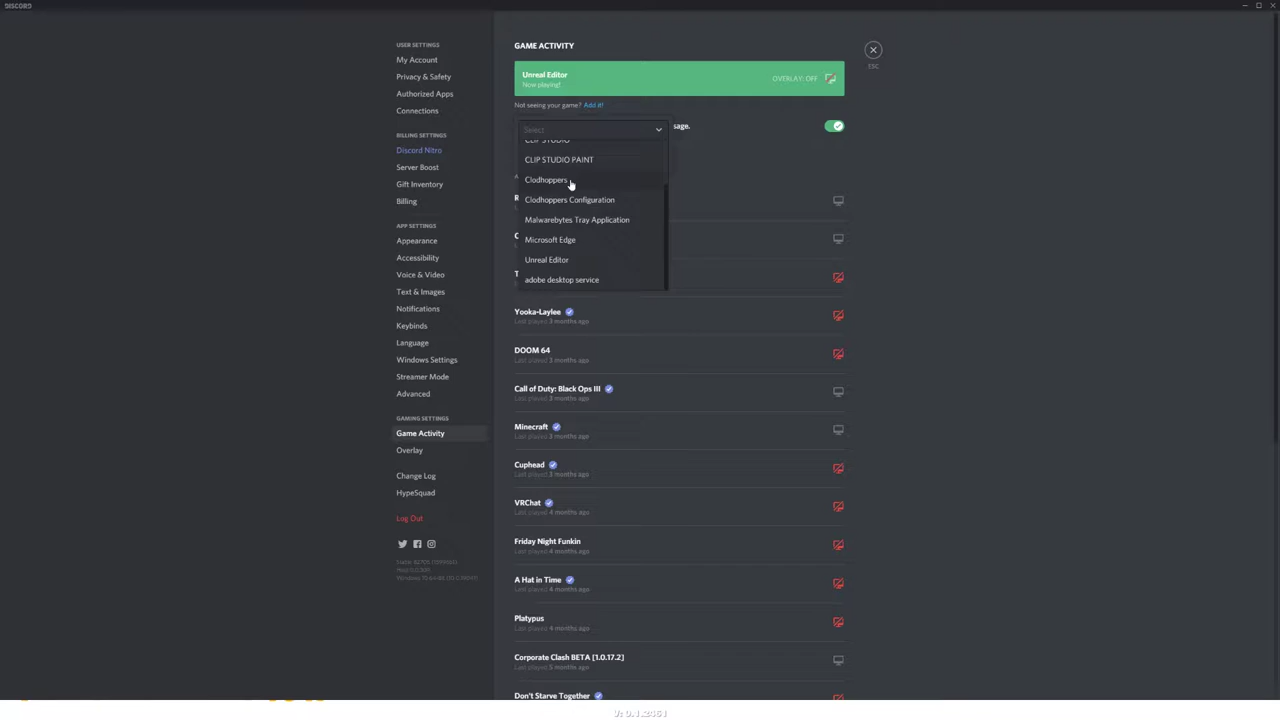 DISCORD
USER SETTINGS
My Account
Privacy & Safety
Authorized Apps
Connections
BILLING SETTINGS
Discord Nitro
Server Boost
Gift Inventory
Billing
APP SETTINGS
Appearance
Accessibility
Voice & Video
Text & Images
Notifications
Keybinds
Language
Windows Settings
Streamer Mode
Advanced
GAMING SETTINGS
Game Activity
Overlay
Change Log
HypeSquad
Log Out
GAME ACTIVITY
Unreal Editor
Now playing!
OVERLAY: OFF
ESC
Not seeing your game? Add it!
Select
sage.
CLIP STUDIO
CLIP STUDIO PAINT
Clodhoppers
Clodhoppers Configuration
Malwarebytes Tray Application
Microsoft Edge
Unreal Editor
adobe desktop service
Yooka-Laylee
Last played 3 months ago
DOOM 64
Last played 3 months ago
Call of Duty: Black Ops III
Last played 3 months ago
Minecraft
Last played 3 months ago
Cuphead
Last played 3 months ago
VRChat
Last played 4 months ago
Friday Night Funkin
Last played 4 months ago
A Hat in Time
Last played 4 months ago
Platypus
Last played 4 months ago
Corporate Clash BETA [1.0.17.2]
Last played 5 months ago
Don't Starve Together
V: 0.1.2461